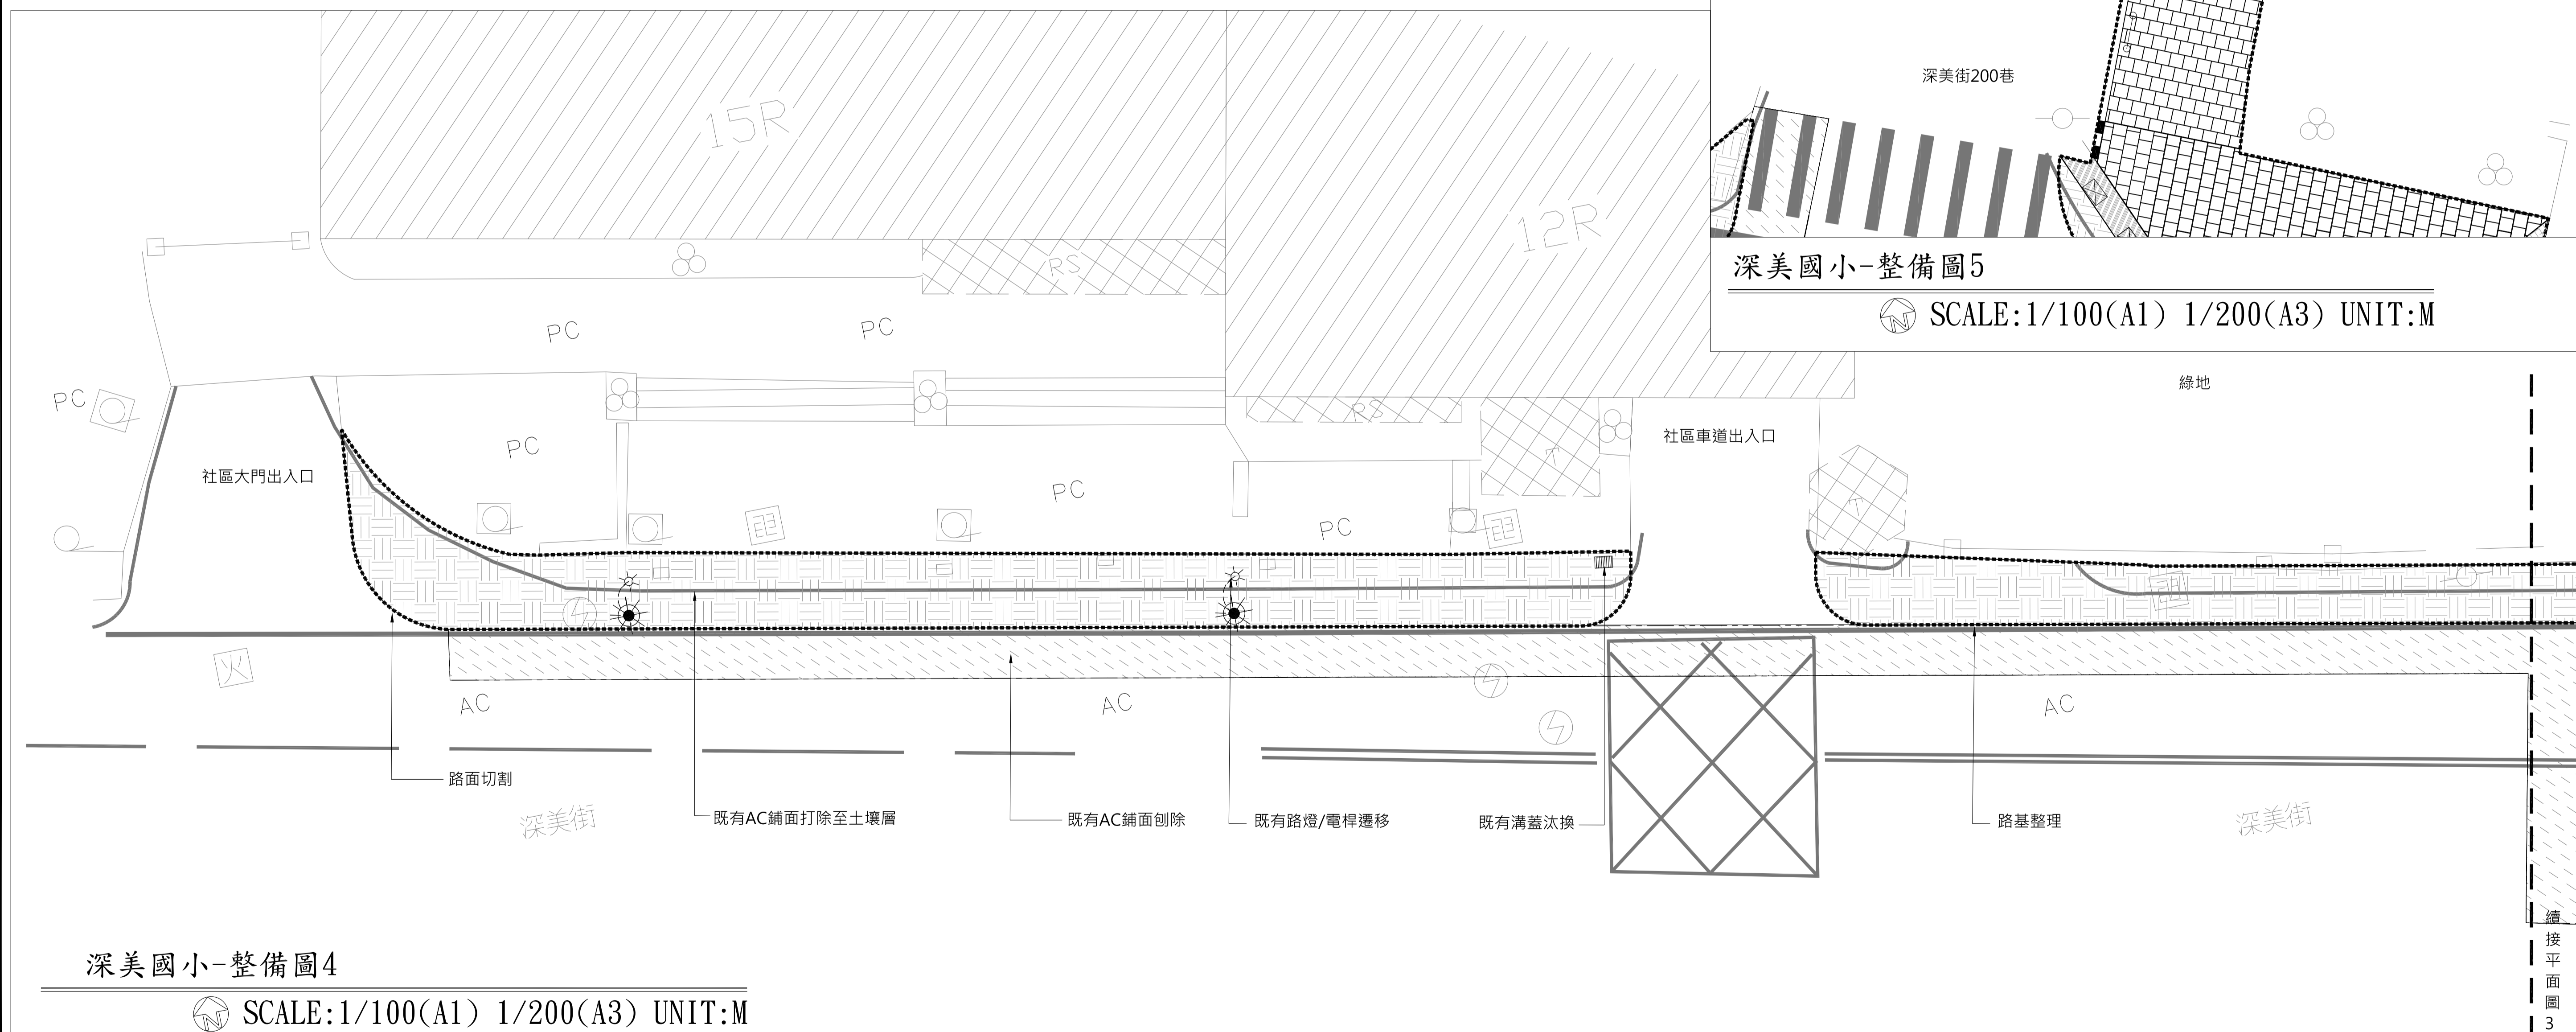 15R
12R
RS
PC
PC
PC
PC
RS
T
社區車道出入口
綠地
社區大門出入口
PC
PC
T
火
AC
AC
AC
路面切割
既有AC鋪面打除至土壤層
既有AC鋪面刨除
既有路燈/電桿遷移
既有溝蓋汰換
路基整理
深美街
深美街
續接平面圖3
深美國小-整備圖4
N
SCALE:1/100(A1) 1/200(A3) UNIT:M
深美街200巷
深美國小-整備圖5
N
SCALE:1/100(A1) 1/200(A3) UNIT:M